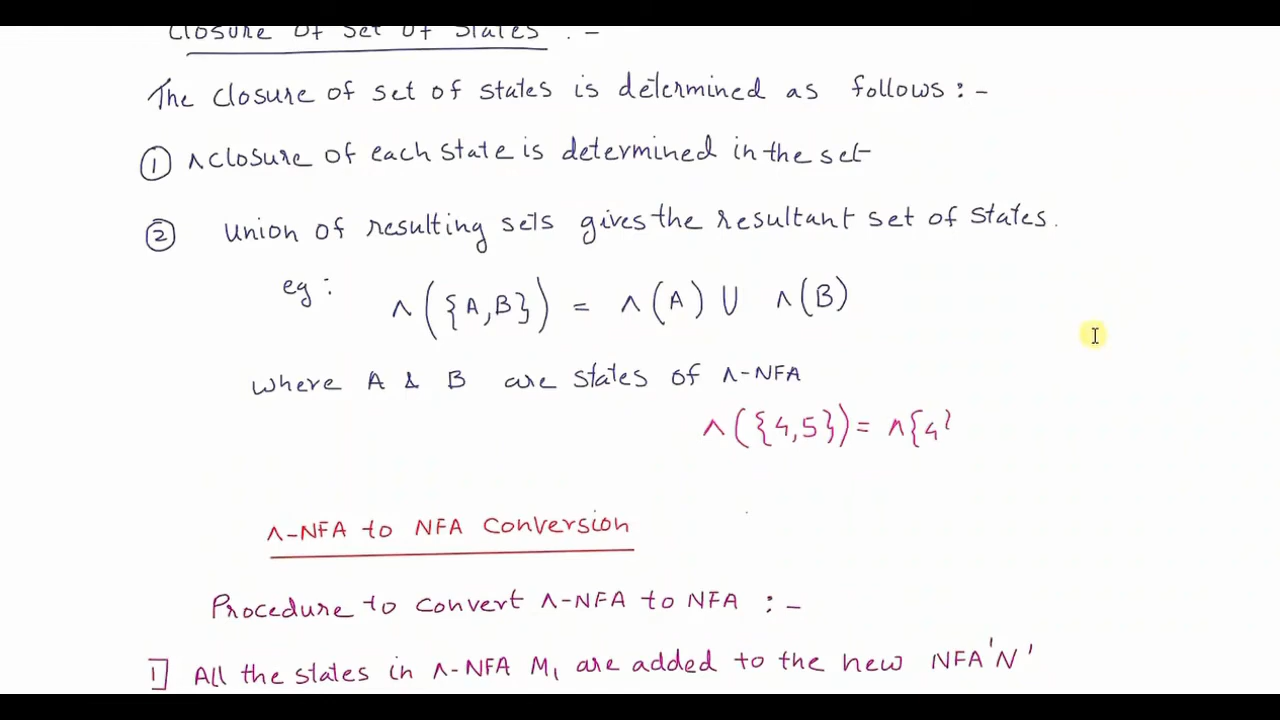 Closure of set of states : -
The closure of set of states is determined as follows : -
① ∧closure of each state is determined in the set
② Union of resulting sets gives the resultant set of states.
eg :
∧({A,B}) = ∧(A) ∪ ∧(B)
where A & B are states of ∧-NFA
∧({4,5}) = ∧{4}
∧-NFA to NFA Conversion
Procedure to convert ∧-NFA to NFA : -
1] All the states in ∧-NFA M₁ are added to the new NFA 'N'